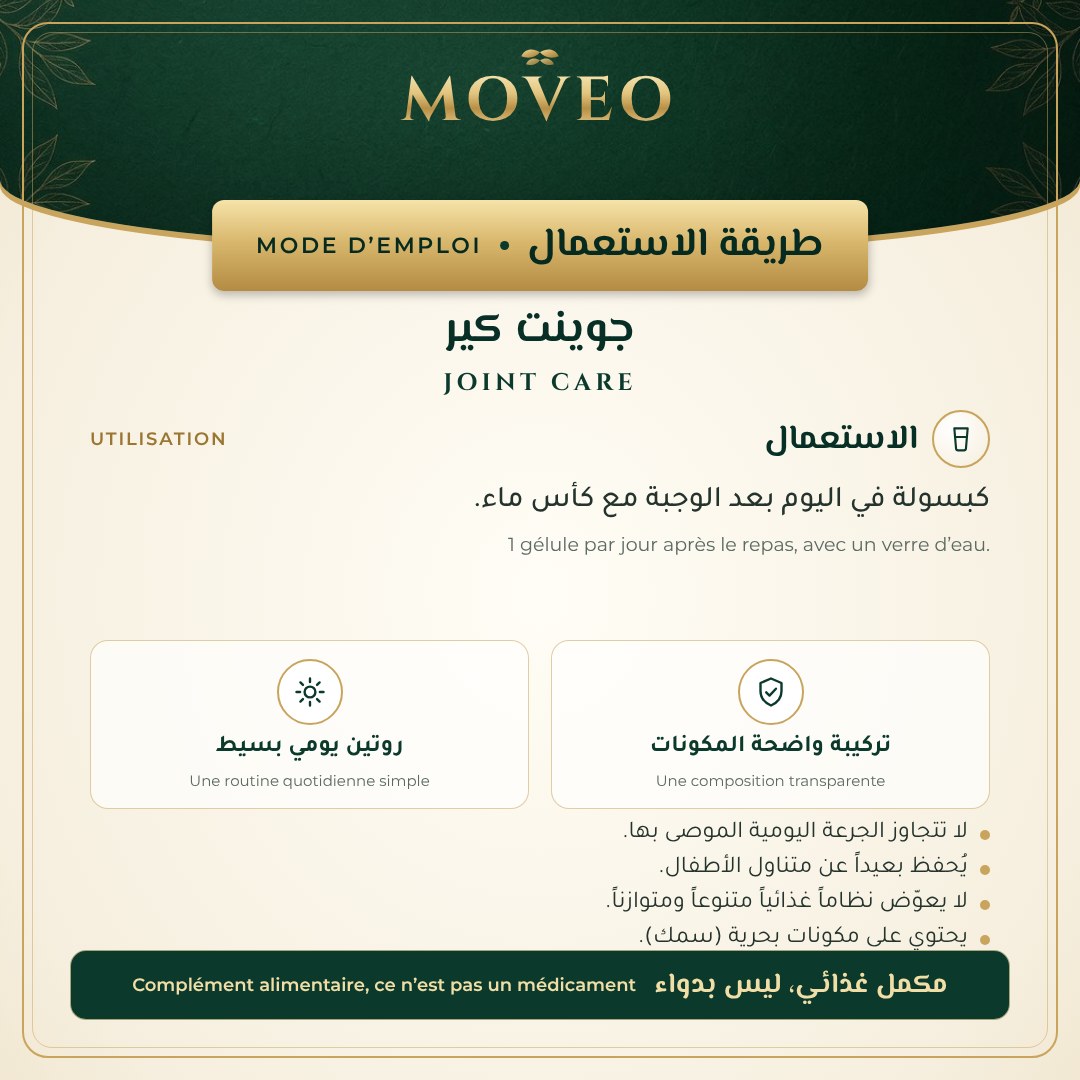 MOVEO
طريقة الاستعمال • MODE D’EMPLOI
جوينت كير
JOINT CARE
الاستعمال
UTILISATION
كبسولة في اليوم بعد الوجبة مع كأس ماء.
1 gélule par jour après le repas, avec un verre d’eau.
تركيبة واضحة المكونات
Une composition transparente
روتين يومي بسيط
Une routine quotidienne simple
لا تتجاوز الجرعة اليومية الموصى بها.
يُحفظ بعيداً عن متناول الأطفال.
لا يعوّض نظاماً غذائياً متنوعاً ومتوازناً.
يحتوي على مكونات بحرية (سمك).
مكمل غذائي، ليس بدواء Complément alimentaire, ce n’est pas un médicament